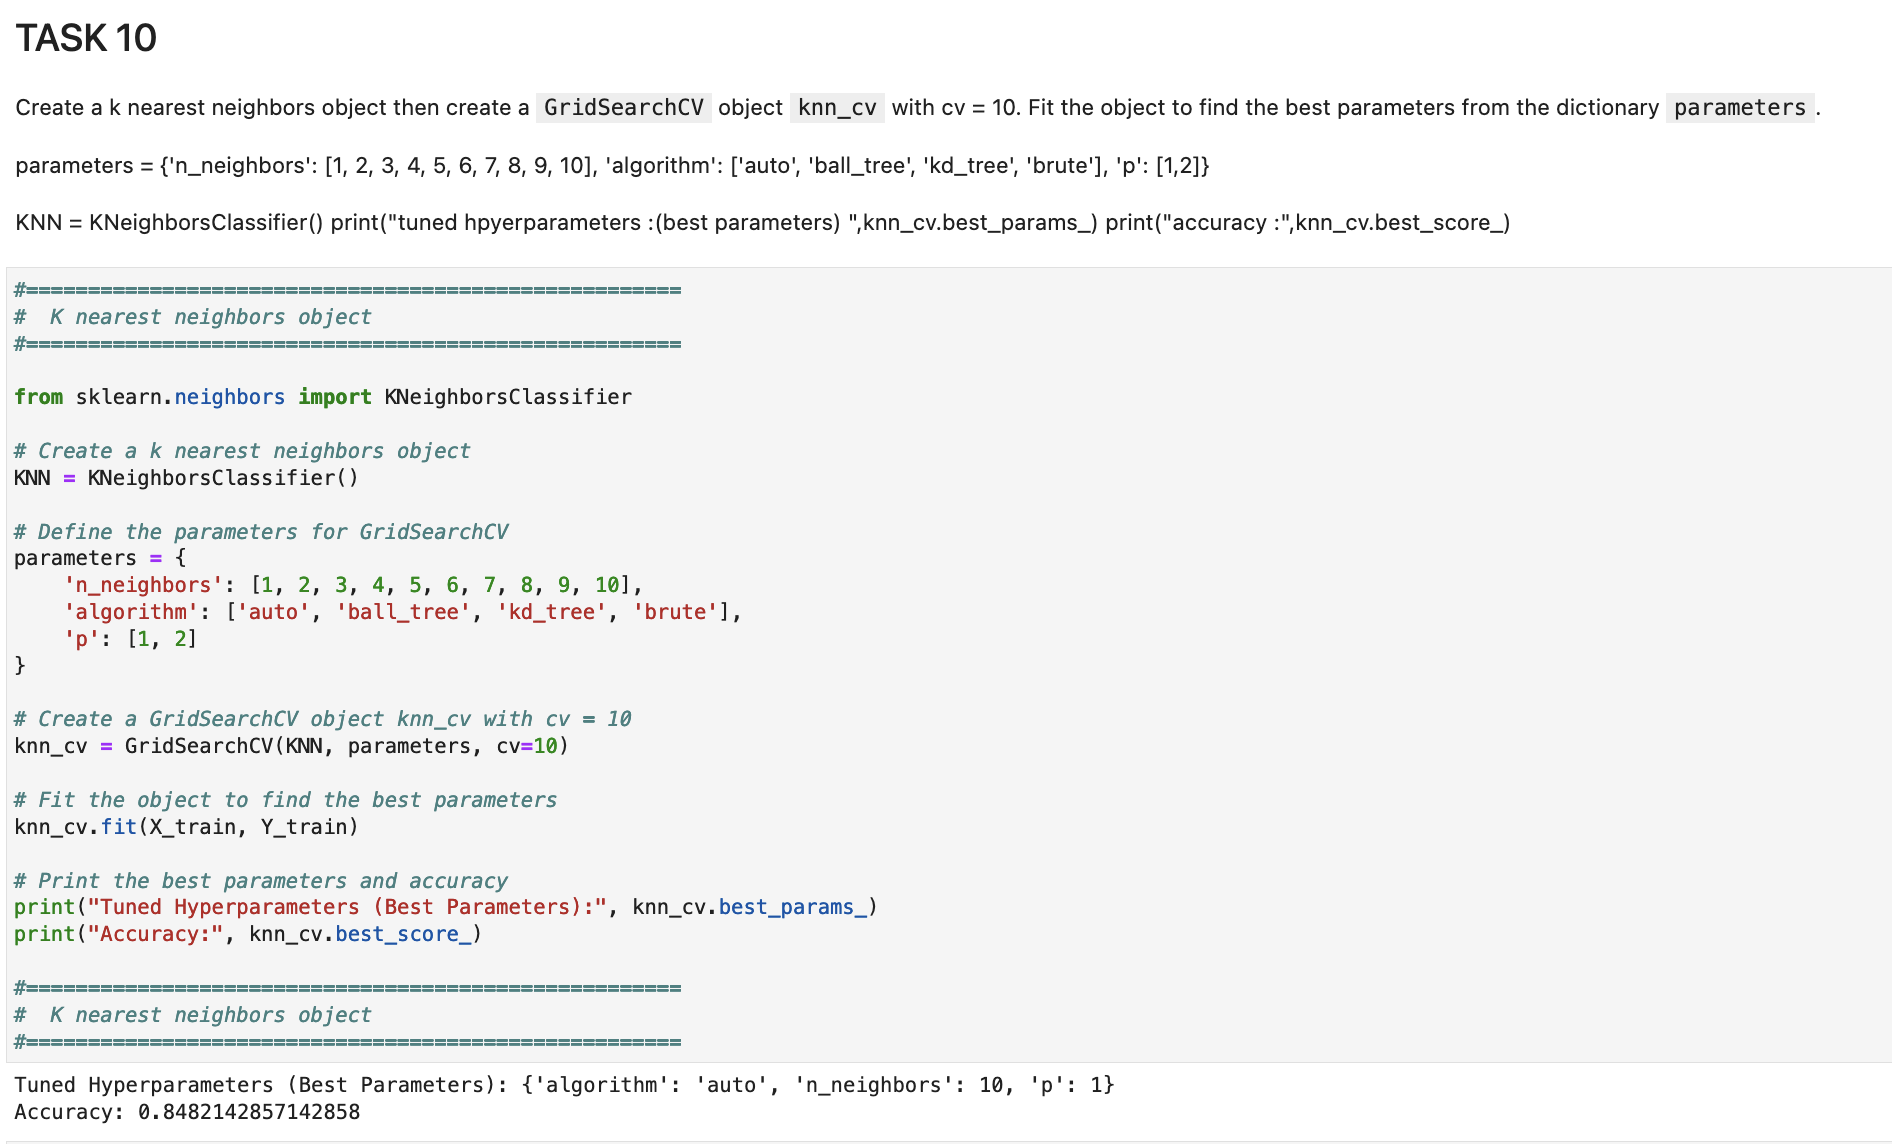 TASK 10
Create a k nearest neighbors object then create a GridSearchCV object knn_cv with cv = 10. Fit the object to find the best parameters from the dictionary parameters .
parameters = {'n_neighbors': [1, 2, 3, 4, 5, 6, 7, 8, 9, 10], 'algorithm': ['auto', 'ball_tree', 'kd_tree', 'brute'], 'p': [1,2]}
KNN = KNeighborsClassifier() print("tuned hpyerparameters :(best parameters) ",knn_cv.best_params_) print("accuracy :",knn_cv.best_score_)
#=====================================================
#  K nearest neighbors object
#=====================================================
from sklearn.neighbors import KNeighborsClassifier
# Create a k nearest neighbors object
KNN = KNeighborsClassifier()
# Define the parameters for GridSearchCV
parameters = {
    'n_neighbors': [1, 2, 3, 4, 5, 6, 7, 8, 9, 10],
    'algorithm': ['auto', 'ball_tree', 'kd_tree', 'brute'],
    'p': [1, 2]
}
# Create a GridSearchCV object knn_cv with cv = 10
knn_cv = GridSearchCV(KNN, parameters, cv=10)
# Fit the object to find the best parameters
knn_cv.fit(X_train, Y_train)
# Print the best parameters and accuracy
print("Tuned Hyperparameters (Best Parameters):", knn_cv.best_params_)
print("Accuracy:", knn_cv.best_score_)
#=====================================================
#  K nearest neighbors object
#=====================================================
Tuned Hyperparameters (Best Parameters): {'algorithm': 'auto', 'n_neighbors': 10, 'p': 1}
Accuracy: 0.8482142857142858